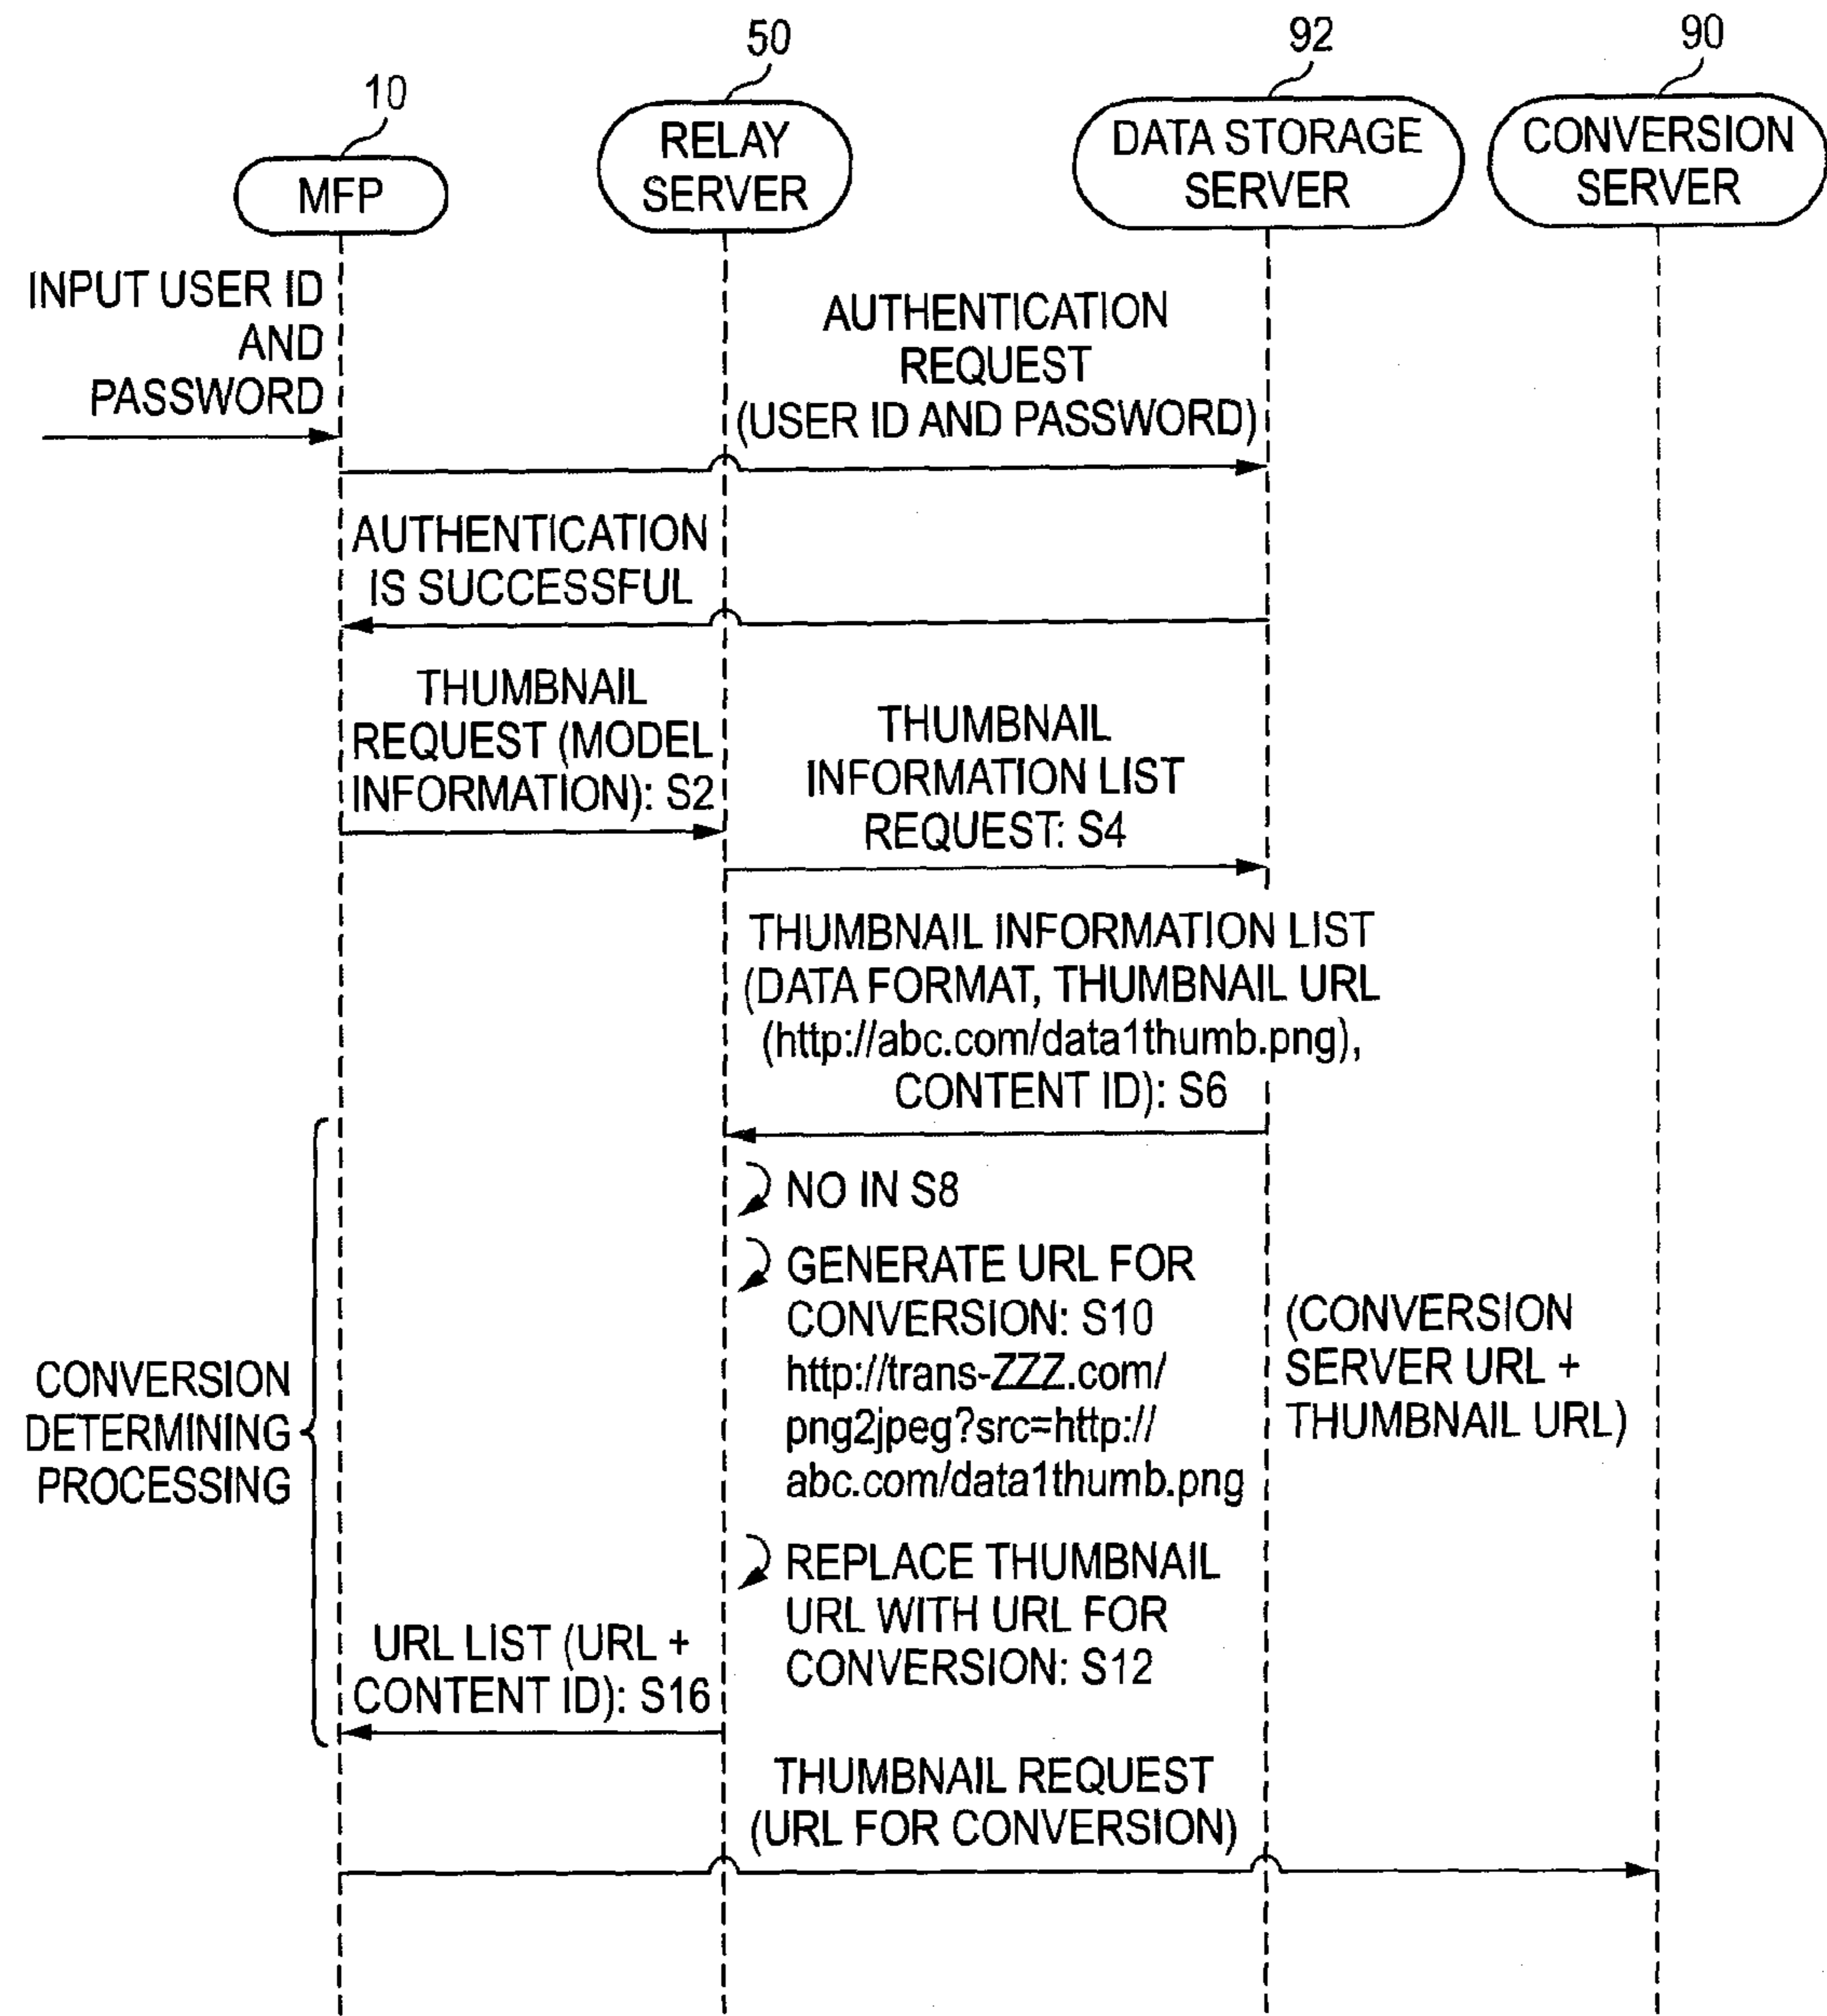 10
50
92
90
MFP
RELAY
SERVER
DATA STORAGE
SERVER
CONVERSION
SERVER
INPUT USER ID
AND
PASSWORD
AUTHENTICATION
REQUEST
(USER ID AND PASSWORD)
AUTHENTICATION
IS SUCCESSFUL
THUMBNAIL
REQUEST (MODEL
INFORMATION): S2
THUMBNAIL
INFORMATION LIST
REQUEST: S4
THUMBNAIL INFORMATION LIST
(DATA FORMAT, THUMBNAIL URL
(http://abc.com/data1thumb.png),
CONTENT ID): S6
NO IN S8
GENERATE URL FOR
CONVERSION: S10
http://trans-ZZZ.com/
png2jpeg?src=http://
abc.com/data1thumb.png
(CONVERSION
SERVER URL +
THUMBNAIL URL)
CONVERSION
DETERMINING
PROCESSING
REPLACE THUMBNAIL
URL WITH URL FOR
CONVERSION: S12
URL LIST (URL +
CONTENT ID): S16
THUMBNAIL REQUEST
(URL FOR CONVERSION)